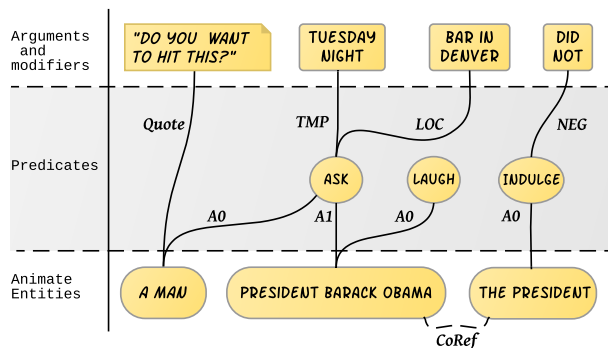 Arguments
and
modifiers
"DO YOU WANT
TO HIT THIS?"
TUESDAY
NIGHT
BAR IN
DENVER
DID
NOT
Quote
TMP
LOC
NEG
Predicates
ASK
LAUGH
INDULGE
A0
A1
A0
A0
Animate
Entities
A MAN
PRESIDENT BARACK OBAMA
THE PRESIDENT
CoRef